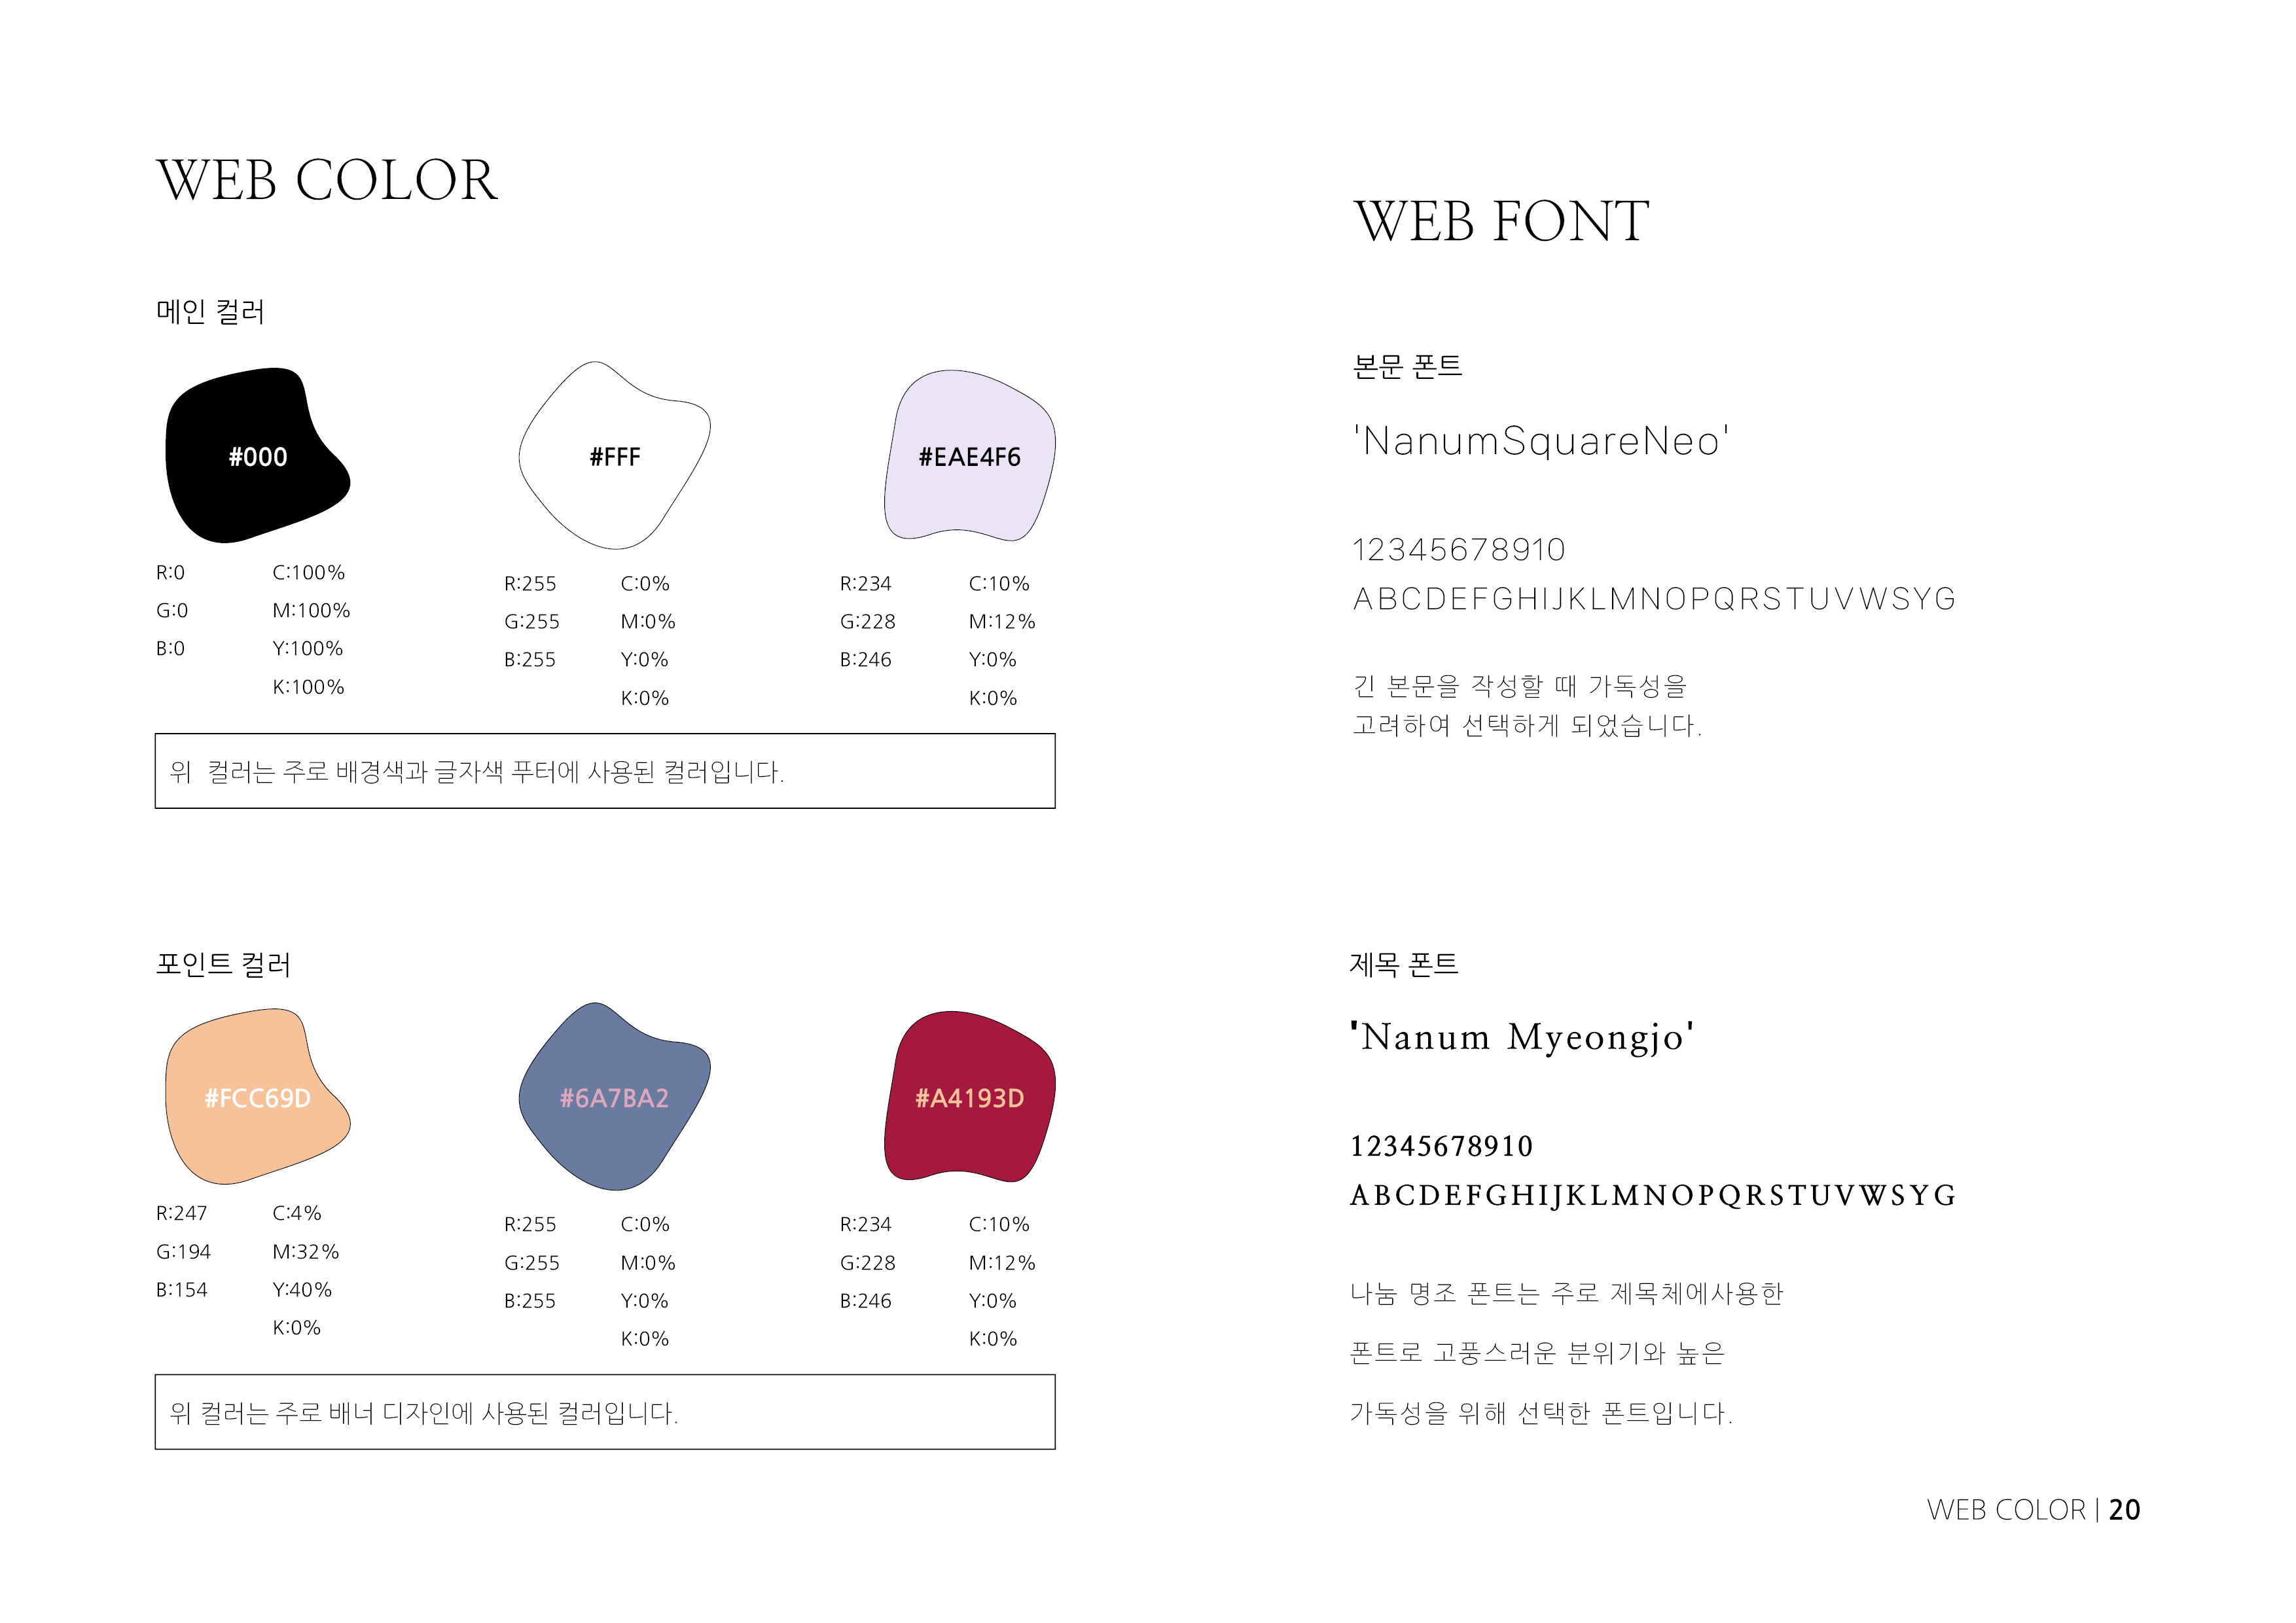 WEB COLOR
메인 컬러
#000
#FFF
#EAE4F6
R:0 C:100%
G:0 M:100%
B:0 Y:100%
K:100%
R:255 C:0%
G:255 M:0%
B:255 Y:0%
K:0%
R:234 C:10%
G:228 M:12%
B:246 Y:0%
K:0%
위 컬러는 주로 배경색과 글자색 푸터에 사용된 컬러입니다.
포인트 컬러
#FCC69D
#6A7BA2
#A4193D
R:247 C:4%
G:194 M:32%
B:154 Y:40%
K:0%
R:255 C:0%
G:255 M:0%
B:255 Y:0%
K:0%
R:234 C:10%
G:228 M:12%
B:246 Y:0%
K:0%
위 컬러는 주로 배너 디자인에 사용된 컬러입니다.
WEB FONT
본문 폰트
'NanumSquareNeo'
12345678910
ABCDEFGHIJKLMNOPQRSTUVWSYG
긴 본문을 작성할 때 가독성을
고려하여 선택하게 되었습니다.
제목 폰트
'Nanum Myeongjo'
12345678910
ABCDEFGHIJKLMNOPQRSTUVWSYG
나눔 명조 폰트는 주로 제목체에사용한
폰트로 고풍스러운 분위기와 높은
가독성을 위해 선택한 폰트입니다.
WEB COLOR | 20